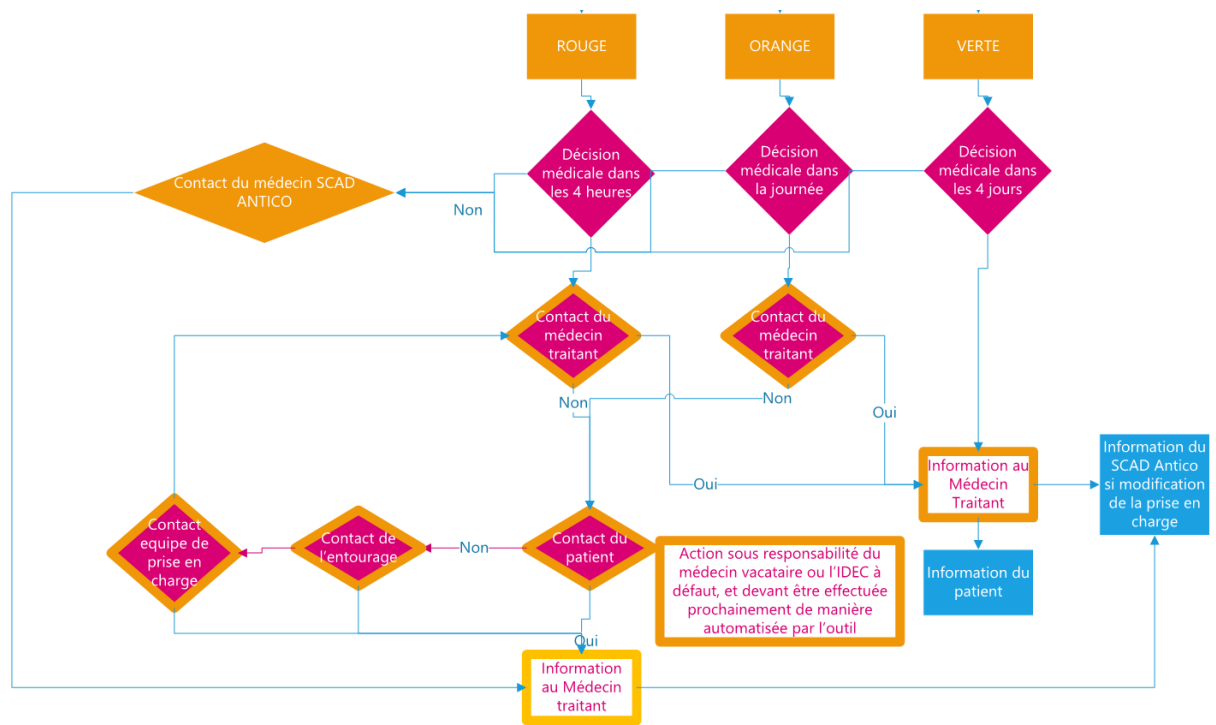 ROUGE
ORANGE
VERTE
Décision
médicale dans
les 4 heures
Décision
médicale dans
la journée
Décision
médicale dans
les 4 jours
Contact du médecin SCAD
ANTICO
Non
Contact du
médecin
traitant
Contact du
médecin
traitant
Non
Non
Oui
Information au
Médecin
Traitant
Information du
SCAD Antico
si modification
de la prise en
charge
Oui
Contact
equipe de
prise en
charge
Contact de
l'entourage
Non
Contact du
patient
Action sous responsabilité du
médecin vacataire ou l'IDEC à
défaut, et devant être effectuée
prochainement de manière
automatisée par l'outil
Information du
patient
Oui
Information
au Médecin
traitant